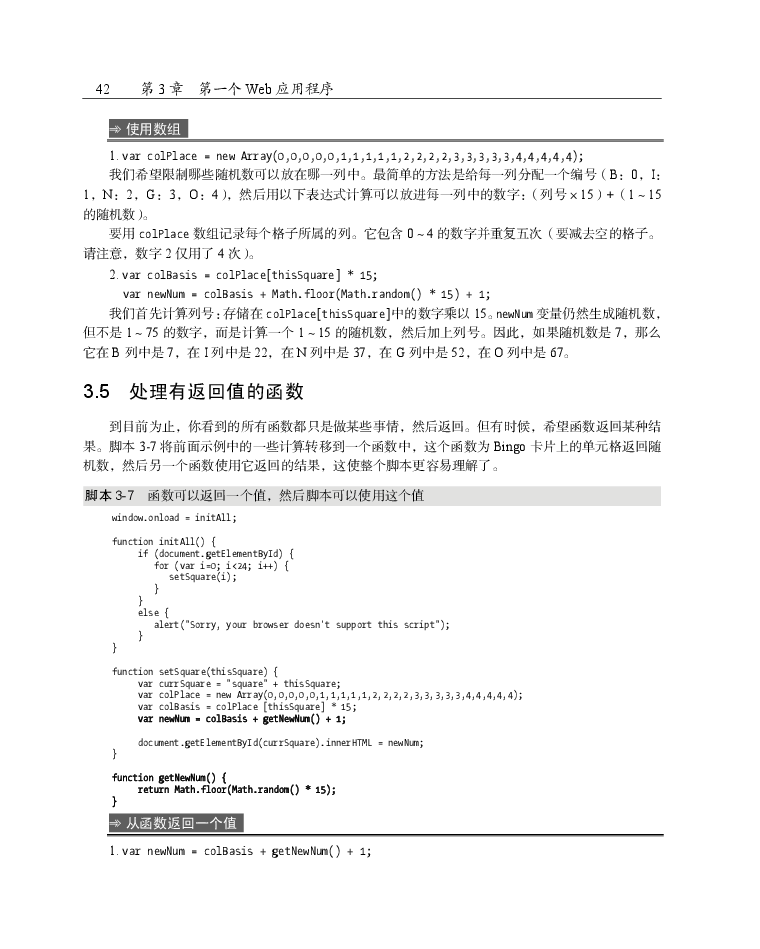 42 第 3 章 第一个 Web 应用程序
使用数组
1. var colPlace = new Array(0,0,0,0,0,1,1,1,1,1,2,2,2,2,3,3,3,3,3,4,4,4,4,4);
我们希望限制哪些随机数可以放在哪一列中。最简单的方法是给每一列分配一个编号（B：0，I：
1，N：2，G：3，O：4），然后用以下表达式计算可以放进每一列中的数字：（列号×15）+（1～15
的随机数）。
要用 colPlace 数组记录每个格子所属的列。它包含 0～4 的数字并重复五次（要减去空的格子。
请注意，数字 2 仅用了 4 次）。
2. var colBasis = colPlace[thisSquare] * 15;
var newNum = colBasis + Math.floor(Math.random() * 15) + 1;
我们首先计算列号：存储在 colPlace[thisSquare]中的数字乘以 15。newNum 变量仍然生成随机数，
但不是 1～75 的数字，而是计算一个 1～15 的随机数，然后加上列号。因此，如果随机数是 7，那么
它在 B 列中是 7，在 I 列中是 22，在 N 列中是 37，在 G 列中是 52，在 O 列中是 67。
3.5 处理有返回值的函数
到目前为止，你看到的所有函数都只是做某些事情，然后返回。但有时候，希望函数返回某种结
果。脚本 3-7 将前面示例中的一些计算转移到一个函数中，这个函数为 Bingo 卡片上的单元格返回随
机数，然后另一个函数使用它返回的结果，这使整个脚本更容易理解了。
脚本 3-7 函数可以返回一个值，然后脚本可以使用这个值
window.onload = initAll;
function initAll() {
if (document.getElementById) {
for (var i=0; i<24; i++) {
setSquare(i);
}
}
else {
alert("Sorry, your browser doesn't support this script");
}
}
function setSquare(thisSquare) {
var currSquare = "square" + thisSquare;
var colPlace = new Array(0,0,0,0,0,1,1,1,1,1,2,2,2,2,3,3,3,3,3,4,4,4,4,4);
var colBasis = colPlace [thisSquare] * 15;
var newNum = colBasis + getNewNum() + 1;
document.getElementById(currSquare).innerHTML = newNum;
}
function getNewNum() {
return Math.floor(Math.random() * 15);
}
从函数返回一个值
1. var newNum = colBasis + getNewNum() + 1;